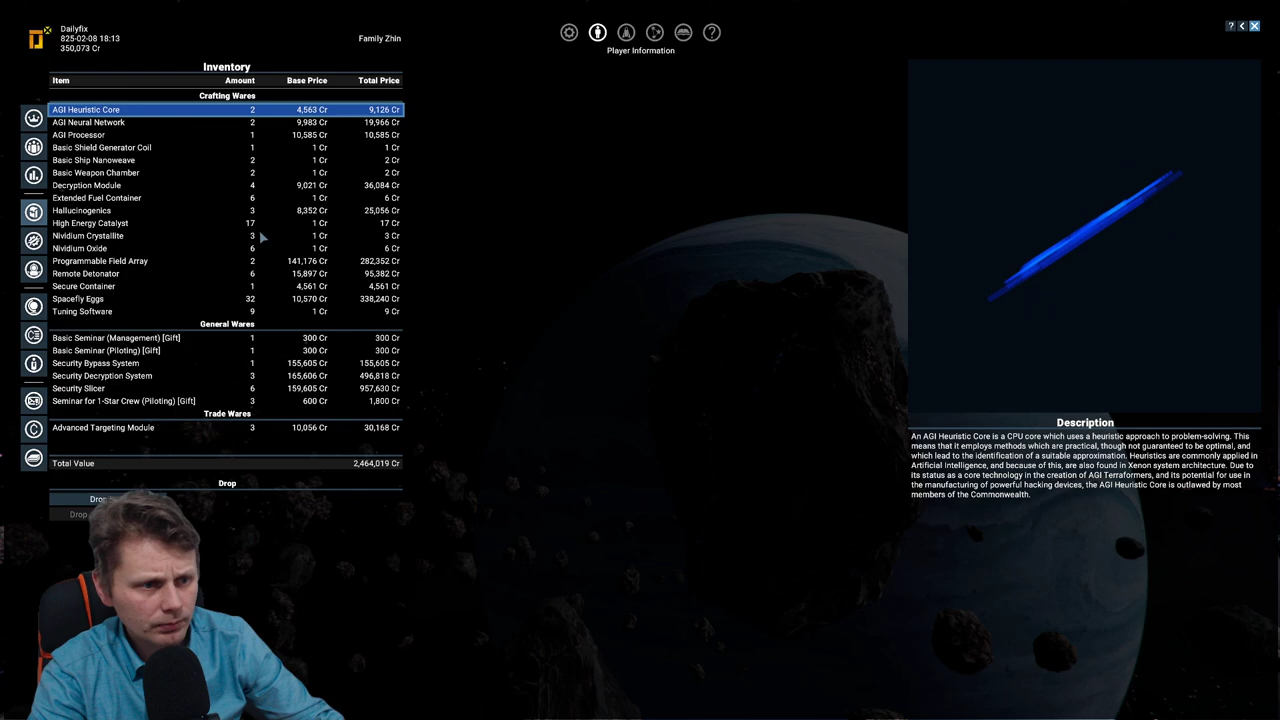 Dailyfix
825-02-08 18:13
350,073 Cr
Family Zhin
Player Information
? < X
Inventory
Item Amount Base Price Total Price
Crafting Wares
AGI Heuristic Core 2 4,563 Cr 9,126 Cr
AGI Neural Network 2 9,983 Cr 19,966 Cr
AGI Processor 1 10,585 Cr 10,585 Cr
Basic Shield Generator Coil 1 1 Cr 1 Cr
Basic Ship Nanoweave 2 1 Cr 2 Cr
Basic Weapon Chamber 2 1 Cr 2 Cr
Decryption Module 4 9,021 Cr 36,084 Cr
Extended Fuel Container 6 1 Cr 6 Cr
Hallucinogenics 3 8,352 Cr 25,056 Cr
High Energy Catalyst 17 1 Cr 17 Cr
Nividium Crystallite 3 1 Cr 3 Cr
Nividium Oxide 6 1 Cr 6 Cr
Programmable Field Array 2 141,176 Cr 282,352 Cr
Remote Detonator 6 15,897 Cr 95,382 Cr
Secure Container 1 4,561 Cr 4,561 Cr
Spacefly Eggs 32 10,570 Cr 338,240 Cr
Tuning Software 9 1 Cr 9 Cr
General Wares
Basic Seminar (Management) [Gift] 1 300 Cr 300 Cr
Basic Seminar (Piloting) [Gift] 1 300 Cr 300 Cr
Security Bypass System 1 155,605 Cr 155,605 Cr
Security Decryption System 3 165,606 Cr 496,818 Cr
Security Slicer 6 159,605 Cr 957,630 Cr
Seminar for 1-Star Crew (Piloting) [Gift] 3 600 Cr 1,800 Cr
Trade Wares
Advanced Targeting Module 3 10,056 Cr 30,168 Cr
Total Value 2,464,019 Cr
Drop
Drop
Drop
Description
An AGI Heuristic Core is a CPU core which uses a heuristic approach to problem-solving. This
means that it employs methods which are practical, though not guaranteed to be optimal, and
which lead to the identification of a suitable approximation. Heuristics are commonly applied in
Artificial Intelligence, and because of this, are also found in Xenon system architecture. Due to
its status as a core technology in the creation of AGI Terraformers, and its potential for use in
the manufacturing of powerful hacking devices, the AGI Heuristic Core is outlawed by most
members of the Commonwealth.